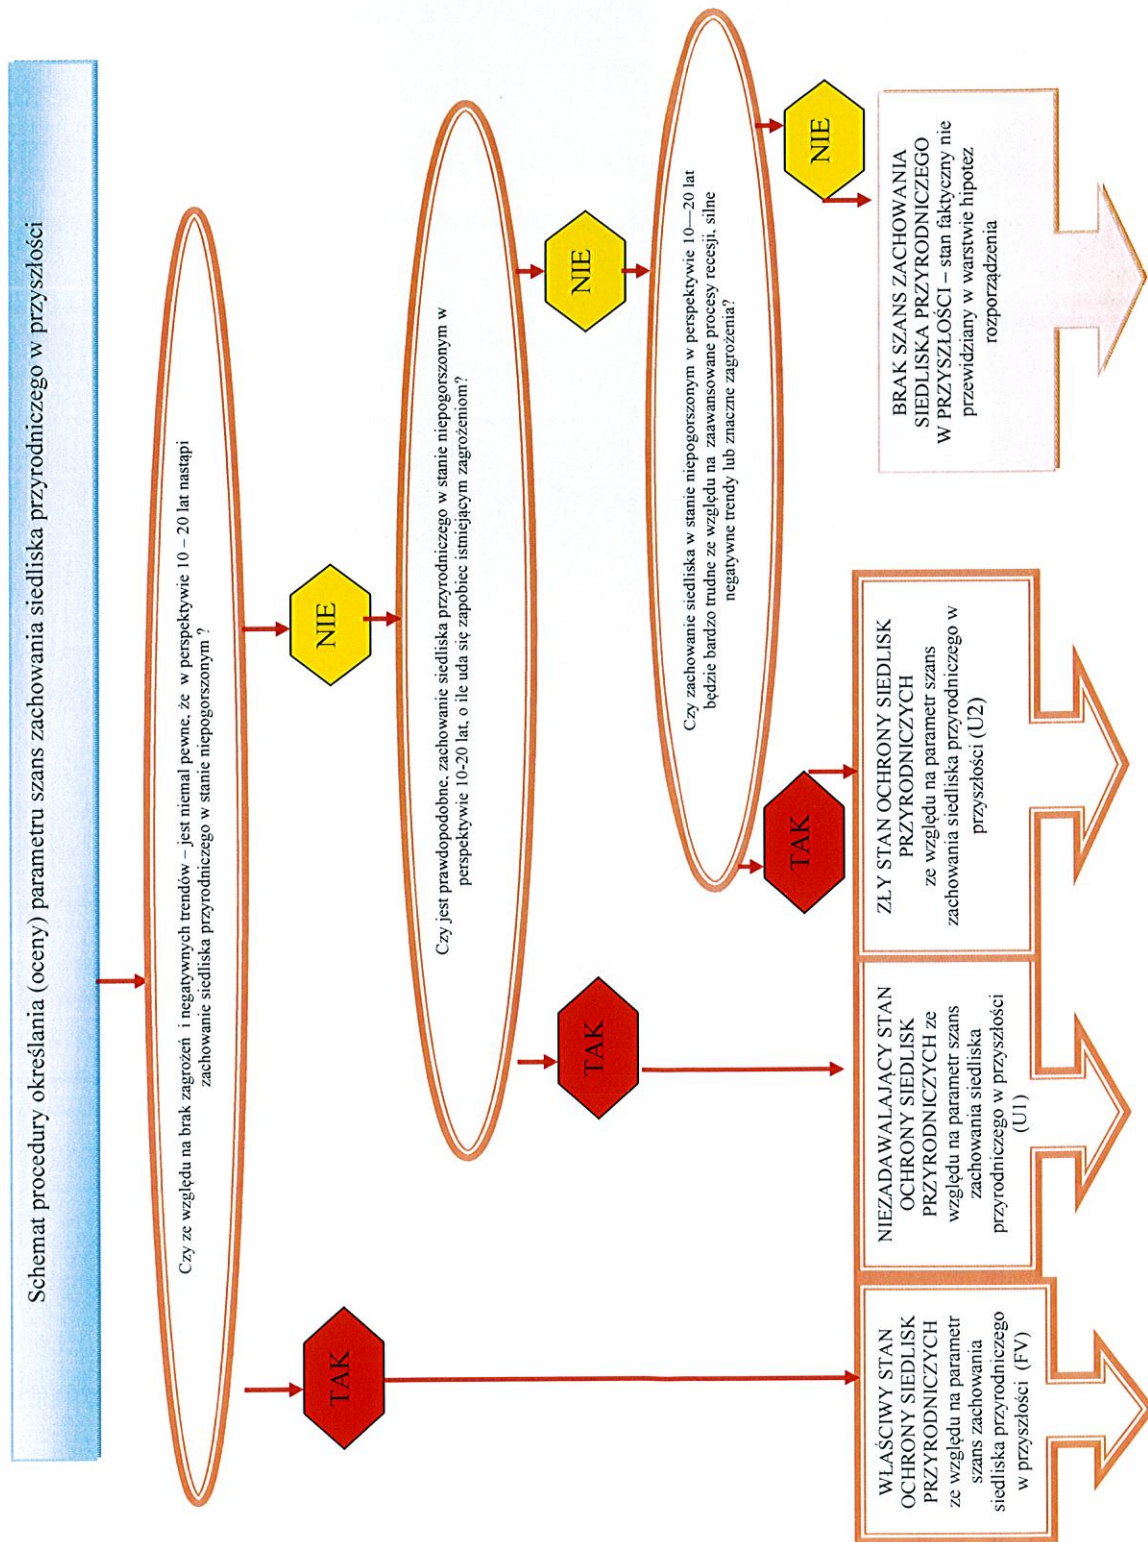 Schemat procedury określania (oceny) parametru szans zachowania siedliska przyrodniczego w przyszłości
Czy ze względu na brak zagrożeń i negatywnych trendów – jest niemal pewne, że w perspektywie 10 – 20 lat nastąpi
zachowanie siedliska przyrodniczego w stanie niepogorszonym ?
TAK
NIE
Czy jest prawdopodobne, zachowanie siedliska przyrodniczego w stanie niepogorszonym w
perspektywie 10-20 lat, o ile uda się zapobiec istniejącym zagrożeniom?
TAK
NIE
Czy zachowanie siedliska w stanie niepogorszonym w perspektywie 10—20 lat
będzie bardzo trudne ze względu na zaawansowane procesy recesji, silne
negatywne trendy lub znaczne zagrożenia?
TAK
NIE
WŁAŚCIWY STAN
OCHRONY SIEDLISK
PRZYRODNICZYCH
ze względu na parametr
szans zachowania
siedliska przyrodniczego
w przyszłości (FV)
NIEZADAWALAJĄCY STAN
OCHRONY SIEDLISK
PRZYRODNICZYCH ze
względu na parametr szans
zachowania siedliska
przyrodniczego w przyszłości
(U1)
ZŁY STAN OCHRONY SIEDLISK
PRZYRODNICZYCH
ze względu na parametr szans
zachowania siedliska przyrodniczego w
przyszłości (U2)
BRAK SZANS ZACHOWANIA
SIEDLISKA PRZYRODNICZEGO
W PRZYSZŁOŚCI – stan faktyczny nie
przewidziany w warstwie hipotez
rozporządzenia